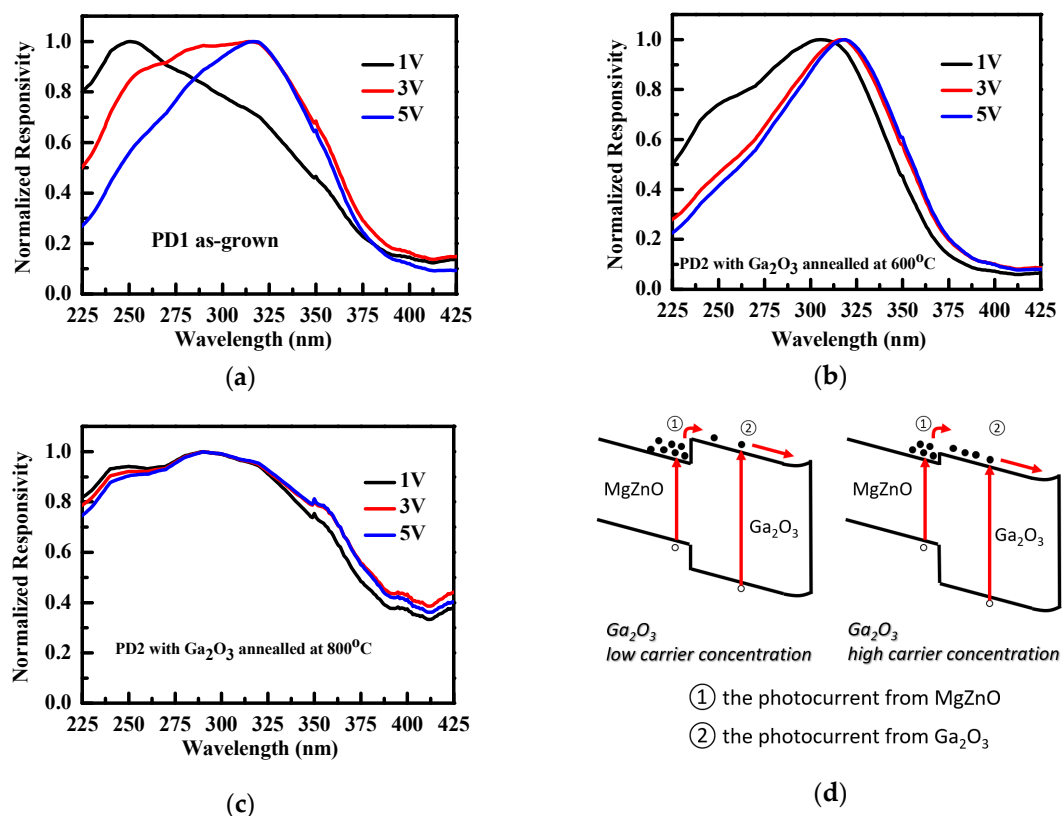 (a)
1.0
0.8
0.6
0.4
0.2
0.0
Normalized Responsivity
1V
3V
5V
PD1 as-grown
225 250 275 300 325 350 375 400 425
Wavelength (nm)
(b)
1.0
0.8
0.6
0.4
0.2
0.0
Normalized Responsivity
1V
3V
5V
PD2 with Ga₂O₃ annealled at 600°C
225 250 275 300 325 350 375 400 425
Wavelength (nm)
(c)
1.0
0.8
0.6
0.4
0.2
0.0
Normalized Responsivity
1V
3V
5V
PD2 with Ga₂O₃ annealled at 800°C
225 250 275 300 325 350 375 400 425
Wavelength (nm)
(d)
① ②
MgZnO
Ga₂O₃
Ga₂O₃
low carrier concentration
① ②
MgZnO
Ga₂O₃
Ga₂O₃
high carrier concentration
① the photocurrent from MgZnO
② the photocurrent from Ga₂O₃